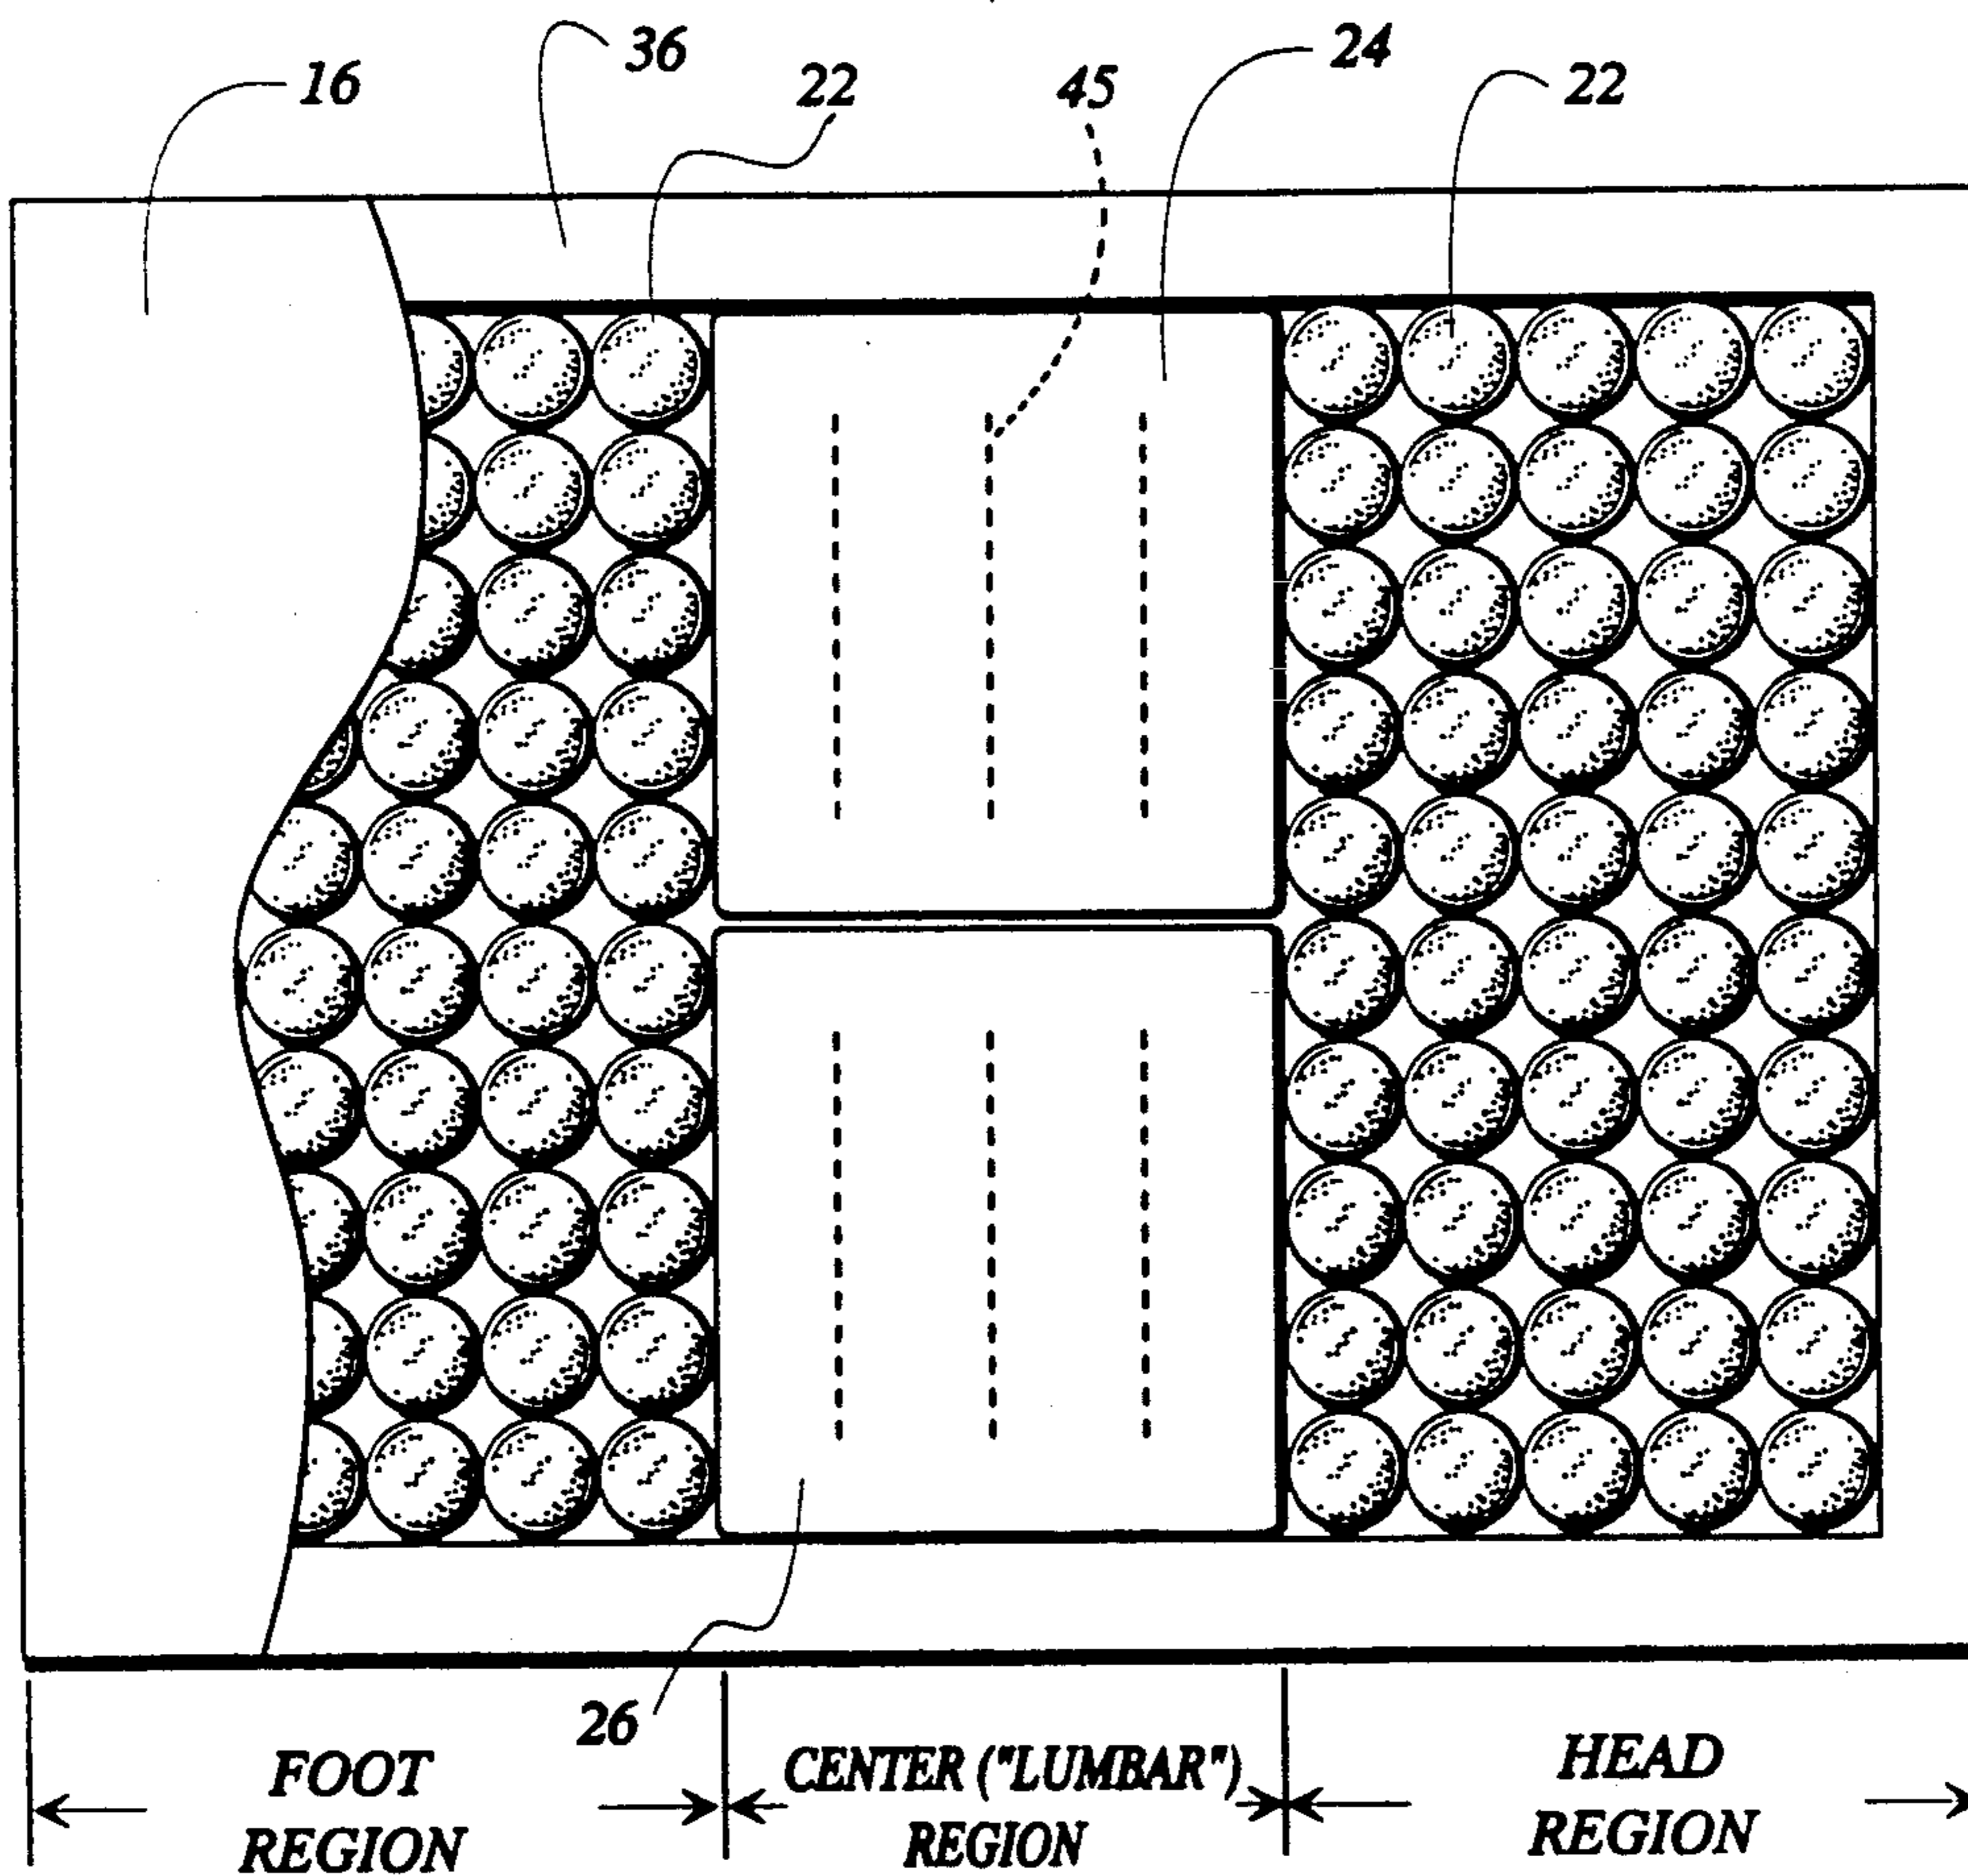 36
24
16
22
45
22
26
FOOT
REGION
CENTER ("LUMBAR")
REGION
HEAD
REGION